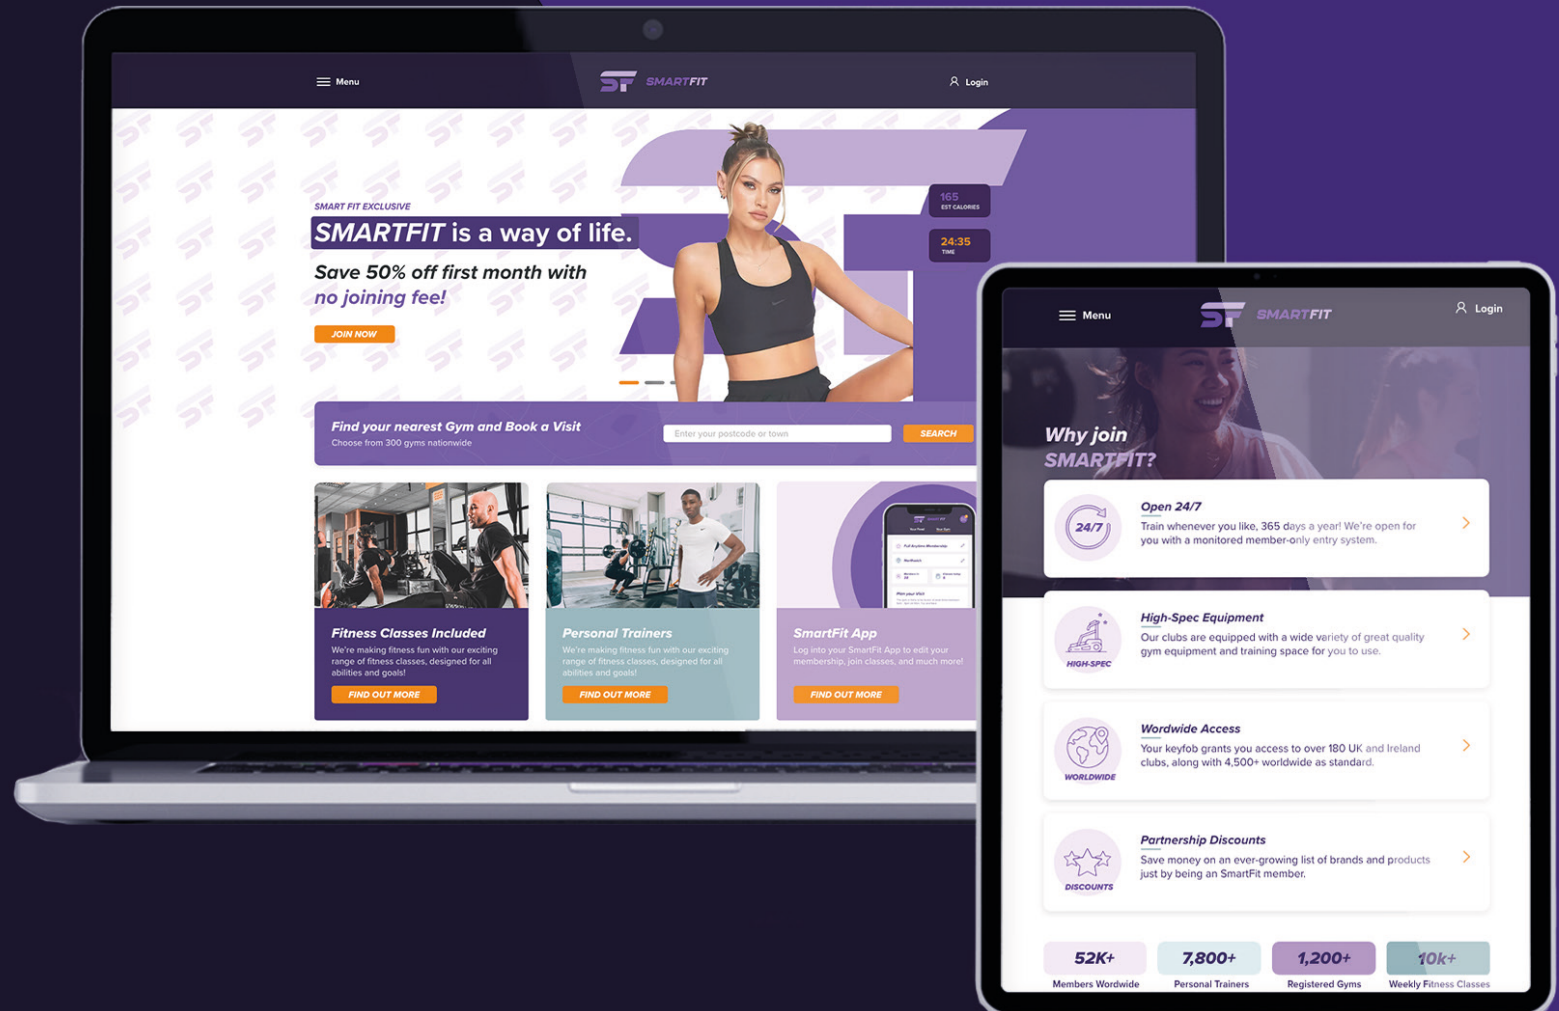 Menu
SMARTFIT
Login
SMART FIT EXCLUSIVE
SMARTFIT is a way of life.
Save 50% off first month with
no joining fee!
JOIN NOW
165
EST CALORIES
24:35
TIME
Find your nearest Gym and Book a Visit
Choose from 300 gyms nationwide
Enter your postcode or town
SEARCH
Fitness Classes Included
We're making fitness fun with our exciting
range of fitness classes, designed for all
abilities and goals!
FIND OUT MORE
Personal Trainers
We're making fitness fun with our exciting
range of fitness classes, designed for all
abilities and goals!
FIND OUT MORE
SMART FIT
Full Anytime Membership
Northwich
Plan your Visit
SmartFit App
Log into your SmartFit App to edit your
membership, join classes, and much more!
FIND OUT MORE
Menu
SMARTFIT
Login
Why join
SMARTFIT?
24/7
Open 24/7
Train whenever you like, 365 days a year! We're open for
you with a monitored member-only entry system.
HIGH-SPEC
High-Spec Equipment
Our clubs are equipped with a wide variety of great quality
gym equipment and training space for you to use.
WORLDWIDE
Wordwide Access
Your keyfob grants you access to over 180 UK and Ireland
clubs, along with 4,500+ worldwide as standard.
DISCOUNTS
Partnership Discounts
Save money on an ever-growing list of brands and products
just by being an SmartFit member.
52K+
Members Wordwide
7,800+
Personal Trainers
1,200+
Registered Gyms
10k+
Weekly Fitness Classes